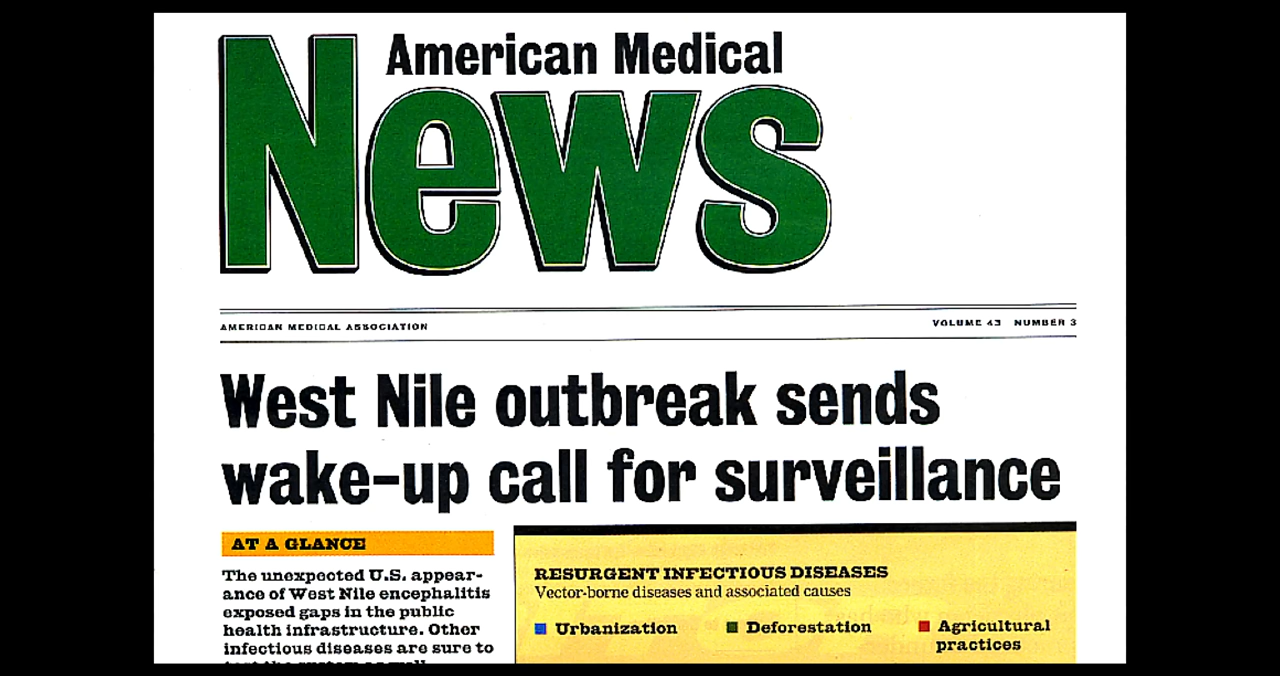 American Medical
News
AMERICAN MEDICAL ASSOCIATION
VOLUME 43 NUMBER 3
West Nile outbreak sends
wake-up call for surveillance
AT A GLANCE
The unexpected U.S. appear-
ance of West Nile encephalitis
exposed gaps in the public
health infrastructure. Other
infectious diseases are sure to
RESURGENT INFECTIOUS DISEASES
Vector-borne diseases and associated causes
Urbanization
Deforestation
Agricultural
practices